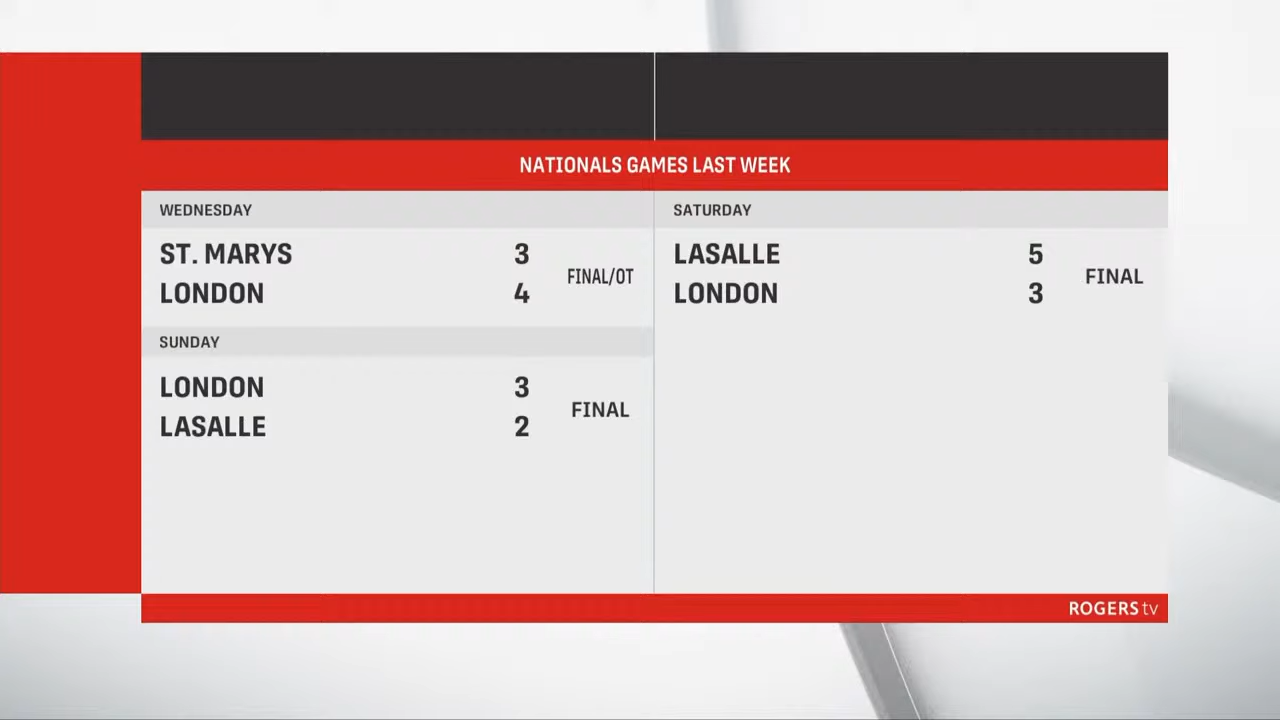 NATIONALS GAMES LAST WEEK
WEDNESDAY
ST. MARYS 3
LONDON 4
FINAL/OT
SUNDAY
LONDON 3
LASALLE 2
FINAL
SATURDAY
LASALLE 5
LONDON 3
FINAL
ROGERS tv